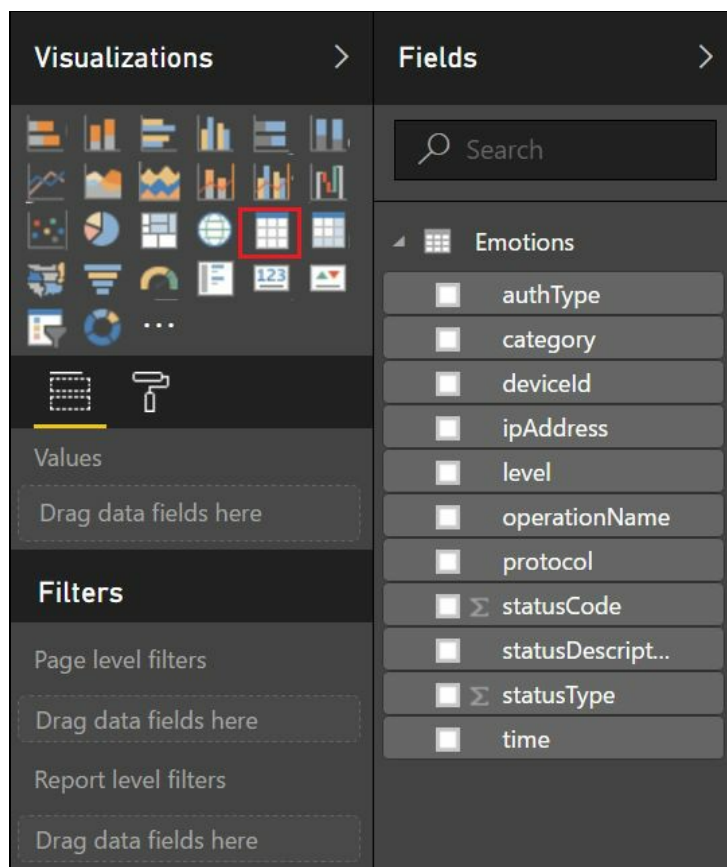 Visualizations
123
Values
Drag data fields here
Filters
Page level filters
Drag data fields here
Report level filters
Drag data fields here
Fields
Search
Emotions
authType
category
deviceId
ipAddress
level
operationName
protocol
Σ statusCode
statusDescript...
Σ statusType
time